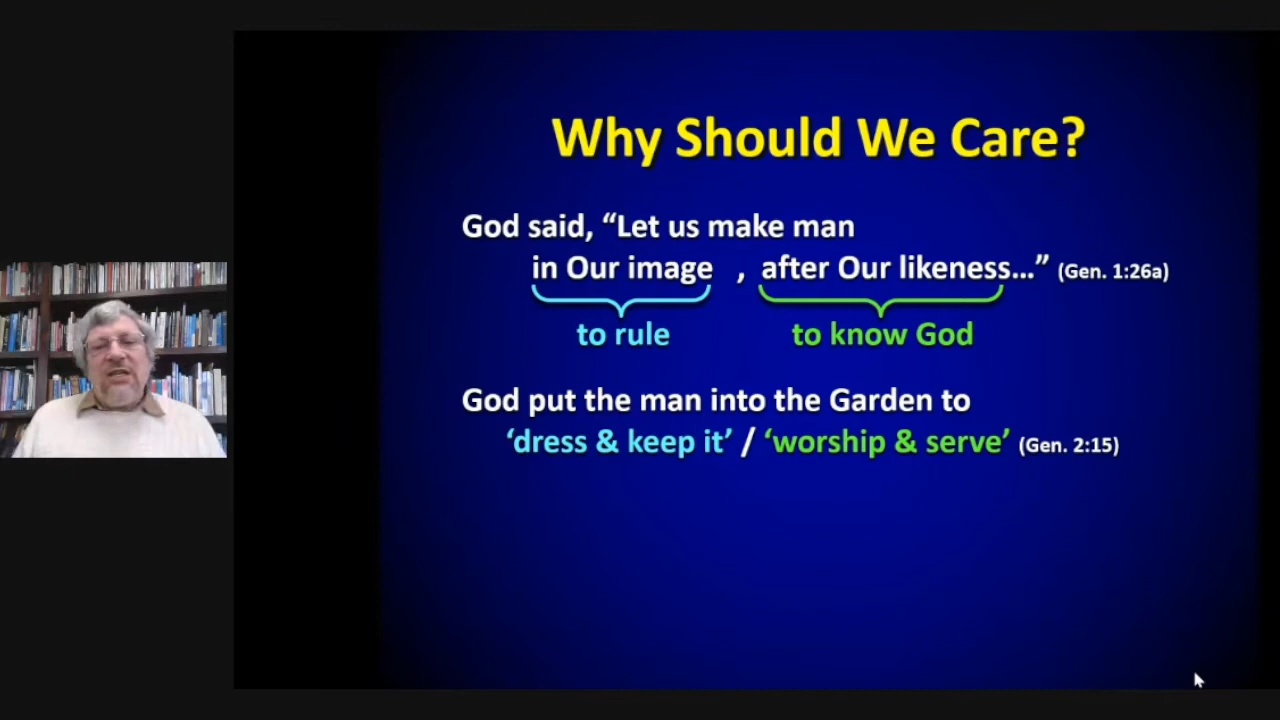 Why Should We Care?
God said, “Let us make man
in Our image , after Our likeness...” (Gen. 1:26a)
to rule to know God
God put the man into the Garden to
‘dress & keep it’ / ‘worship & serve’ (Gen. 2:15)